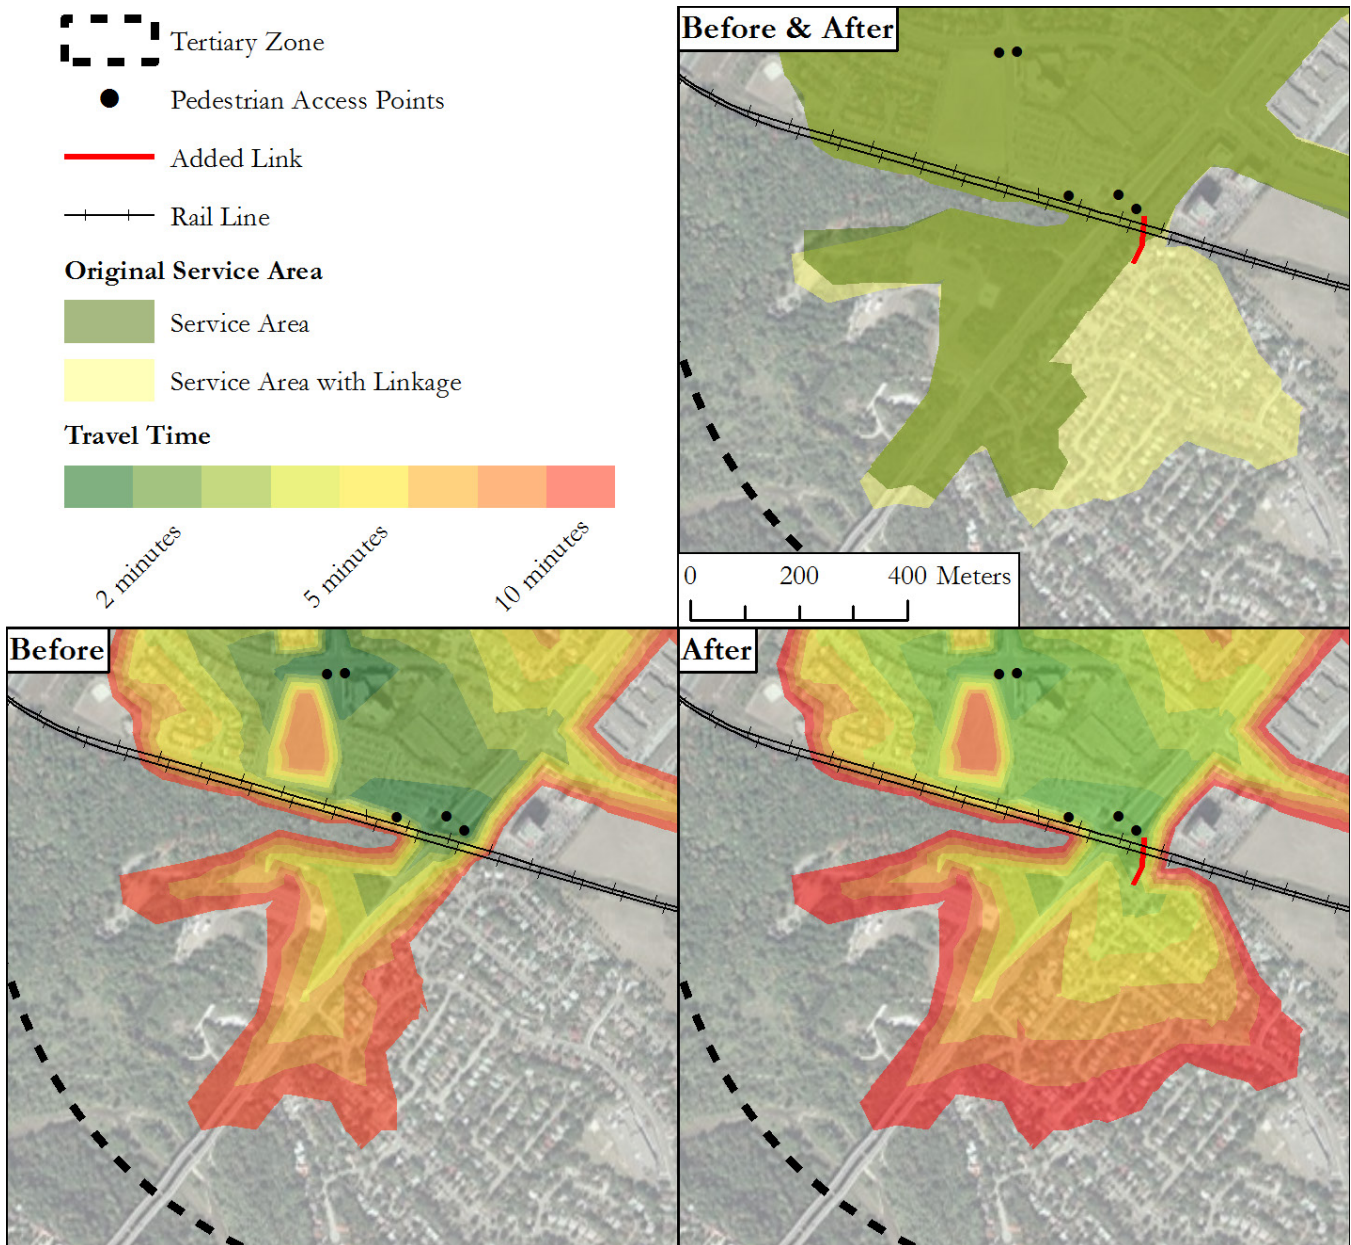 Tertiary Zone
Pedestrian Access Points
Added Link
Rail Line
Original Service Area
Service Area
Service Area with Linkage
Travel Time
2 minutes
5 minutes
10 minutes
Before & After
0 200 400 Meters
Before
After